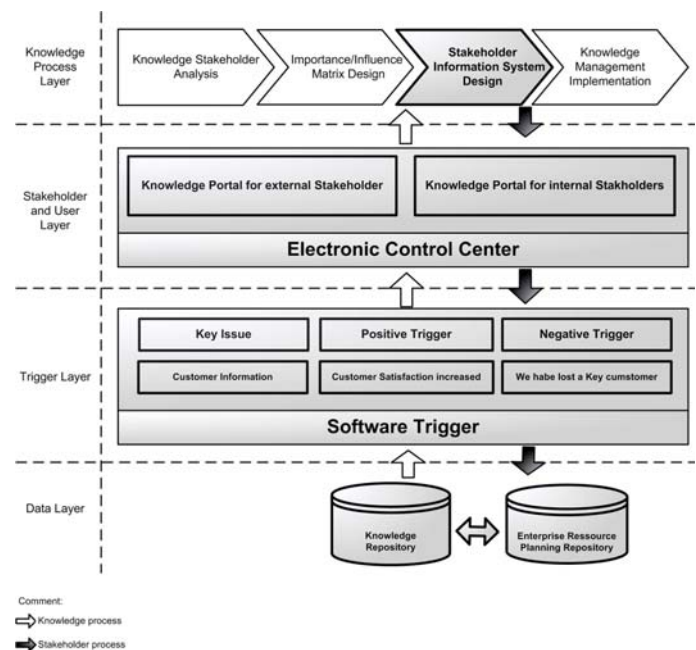 Knowledge
Process
Layer
Knowledge Stakeholder
Analysis
Importance/Influence
Matrix Design
Stakeholder
Information System
Design
Knowledge
Management
Implementation
Stakeholder
and User
Layer
Knowledge Portal for external Stakeholder
Knowledge Portal for internal Stakholders
Electronic Control Center
Trigger Layer
Key Issue
Positive Trigger
Negative Trigger
Customer Information
Customer Satisfaction increased
We habe lost a Key cumstomer
Software Trigger
Data Layer
Knowledge
Repository
Enterprise Ressource
Planning Repository
Comment:
Knowledge process
Stakeholder process